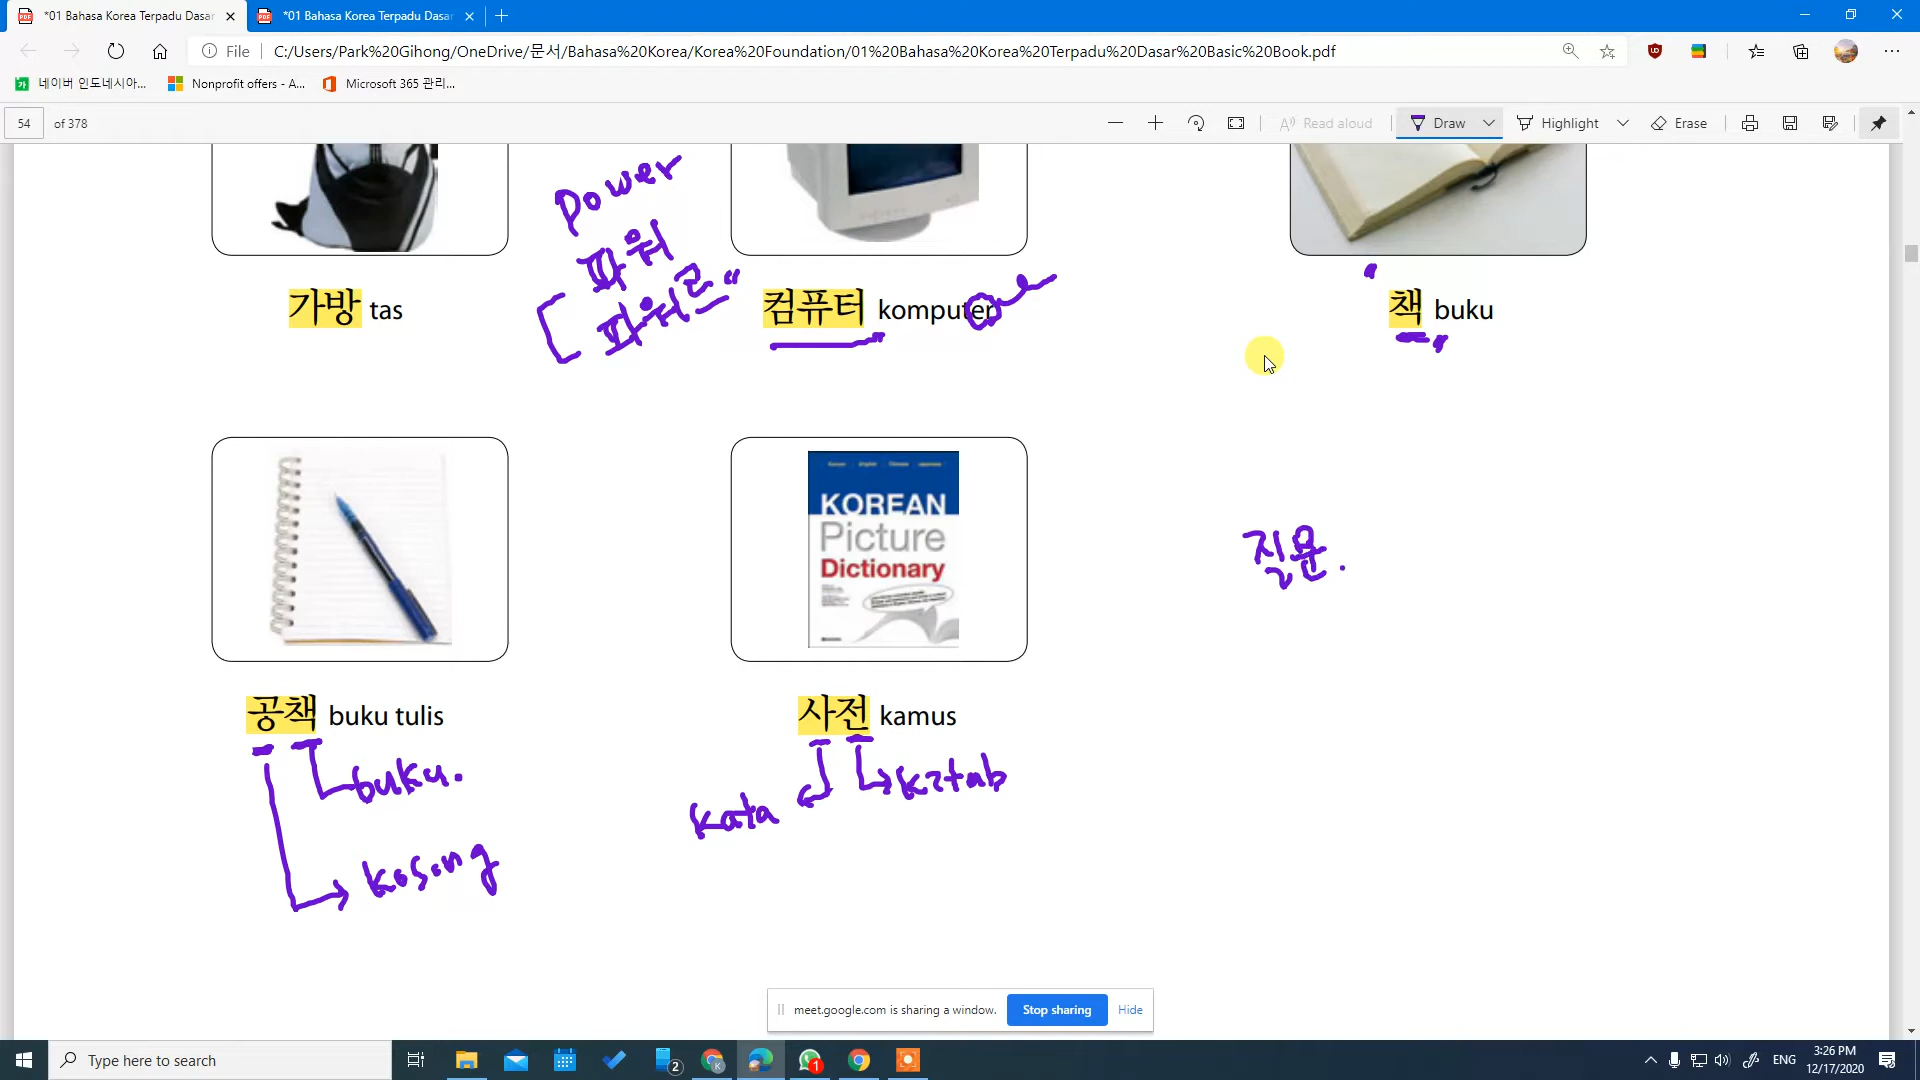 *01 Bahasa Korea Terpadu Dasar
*01 Bahasa Korea Terpadu Dasar
File
C:/Users/Park%20Gihong/OneDrive/문서/Bahasa%20Korea/Korea%20Foundation/01%20Bahasa%20Korea%20Terpadu%20Dasar%20Basic%20Book.pdf
네이버 인도네시아...
Nonprofit offers - A...
Microsoft 365 관리...
54 of 378
Read aloud
Draw
Highlight
Erase
power
파워
파워르
가방 tas
컴퓨터 komputer
책 buku
KOREAN
Picture
Dictionary
질문.
공책 buku tulis
사전 kamus
buku.
kitab
kata
kosong
meet.google.com is sharing a window.
Stop sharing
Hide
Type here to search
2
1
ENG
3:26 PM
12/17/2020